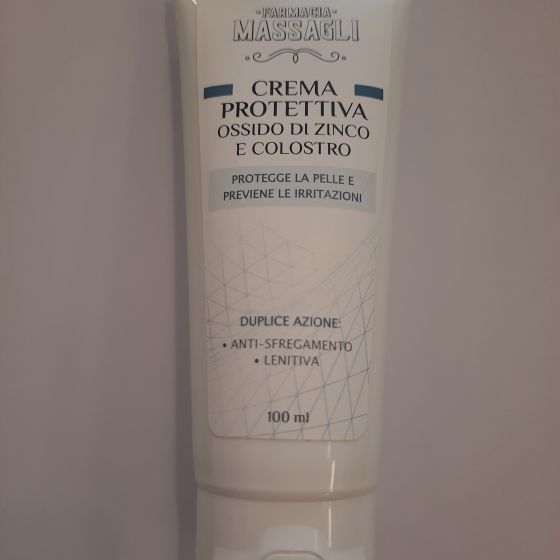 FARMACIA
MASSAGLI
CREMA
PROTETTIVA
OSSIDO DI ZINCO
E COLOSTRO
PROTEGGE LA PELLE E
PREVIENE LE IRRITAZIONI
DUPLICE AZIONE:
• ANTI-SFREGAMENTO
• LENITIVA
100 ml